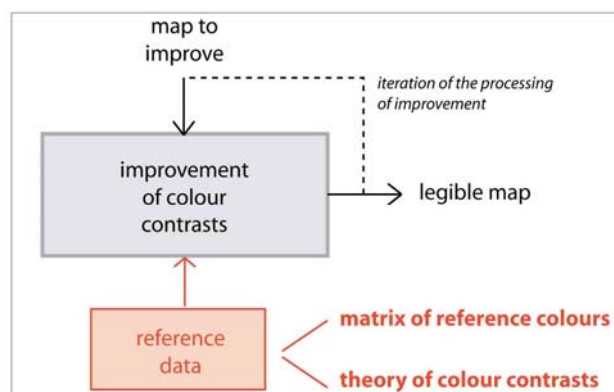 map to
improve
iteration of the processing
of improvement
improvement
of colour
contrasts
legible map
reference
data
matrix of reference colours
theory of colour contrasts